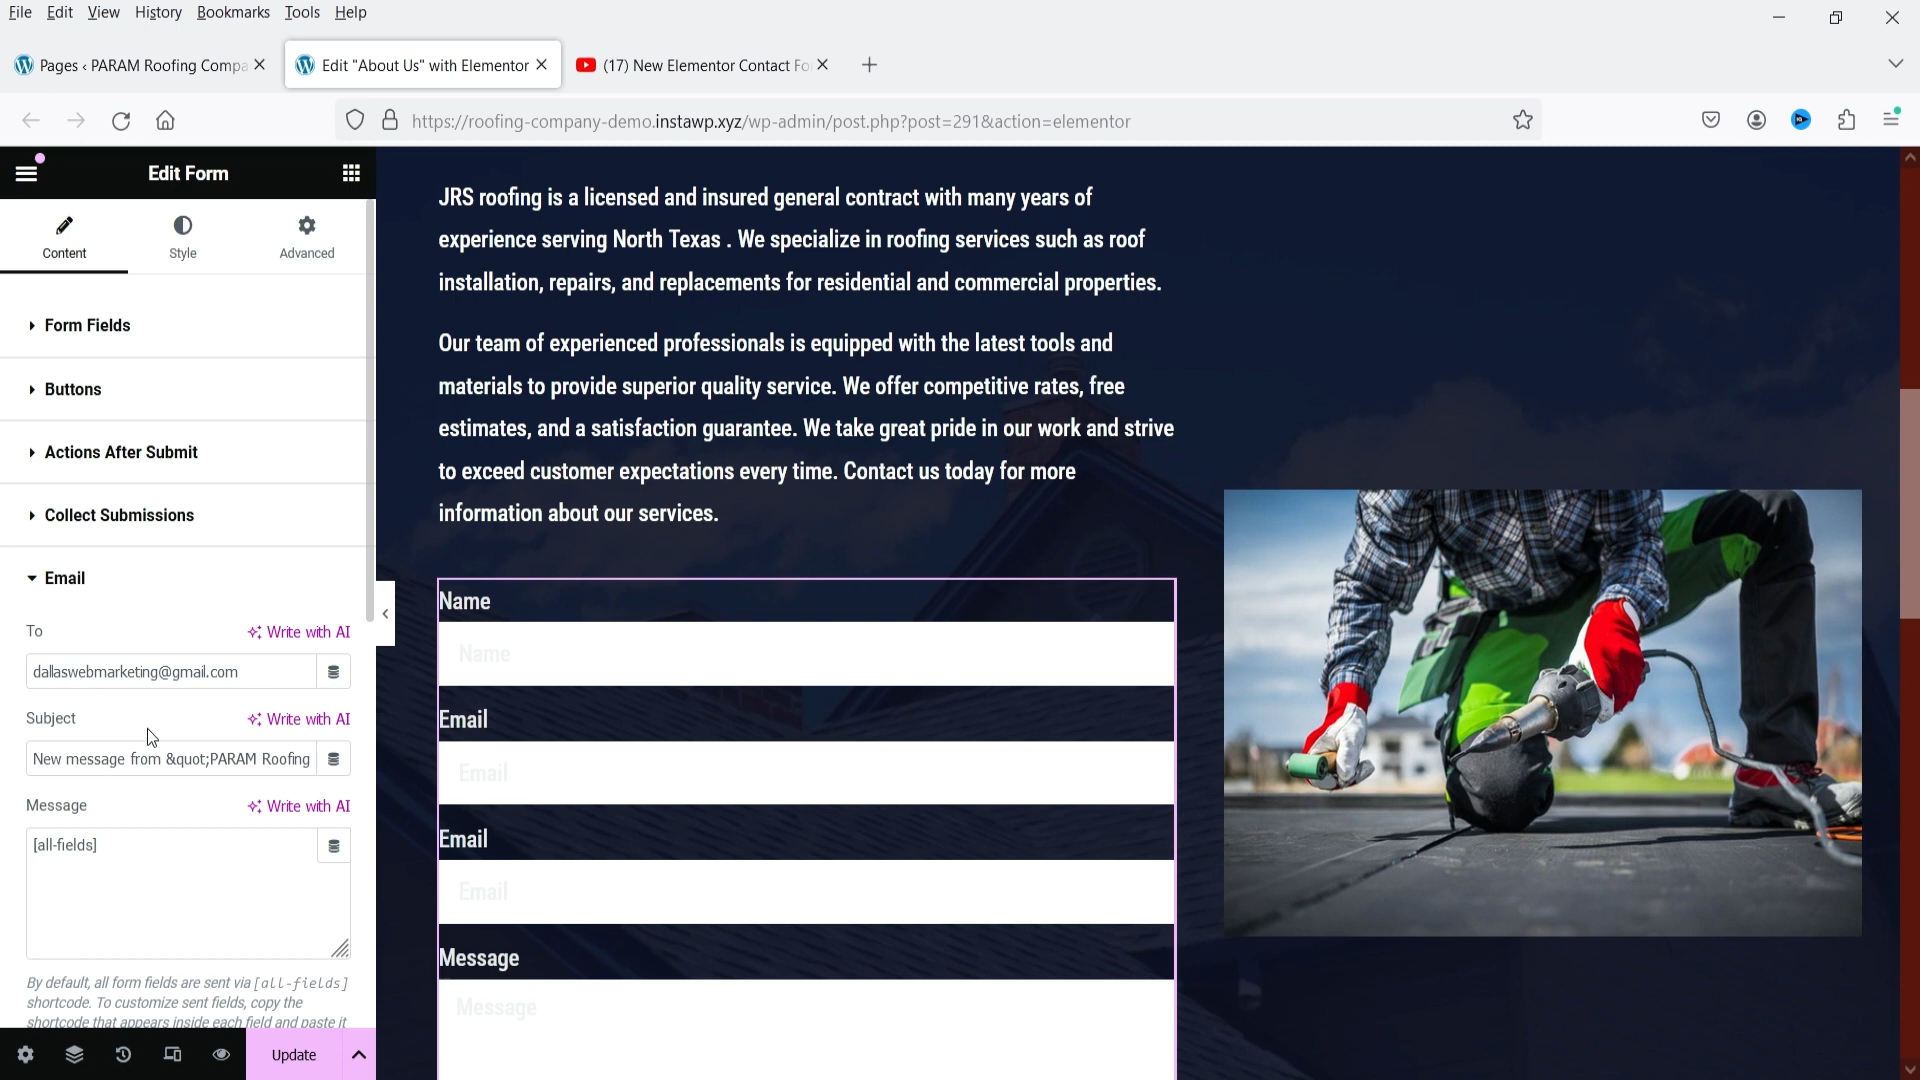 File Edit View History Bookmarks Tools Help
Pages ‹ PARAM Roofing Compa
Edit "About Us" with Elementor
(17) New Elementor Contact Fo
https://roofing-company-demo.instawp.xyz/wp-admin/post.php?post=291&action=elementor
Edit Form
Content Style Advanced
Form Fields
Buttons
Actions After Submit
Collect Submissions
Email
To Write with AI
dallaswebmarketing@gmail.com
Subject Write with AI
New message from &quot;PARAM Roofing
Message Write with AI
[all-fields]
By default, all form fields are sent via [all-fields]
shortcode. To customize sent fields, copy the
shortcode that appears inside each field and paste it
Update
JRS roofing is a licensed and insured general contract with many years of
experience serving North Texas . We specialize in roofing services such as roof
installation, repairs, and replacements for residential and commercial properties.
Our team of experienced professionals is equipped with the latest tools and
materials to provide superior quality service. We offer competitive rates, free
estimates, and a satisfaction guarantee. We take great pride in our work and strive
to exceed customer expectations every time. Contact us today for more
information about our services.
Name
Name
Email
Email
Email
Email
Message
Message